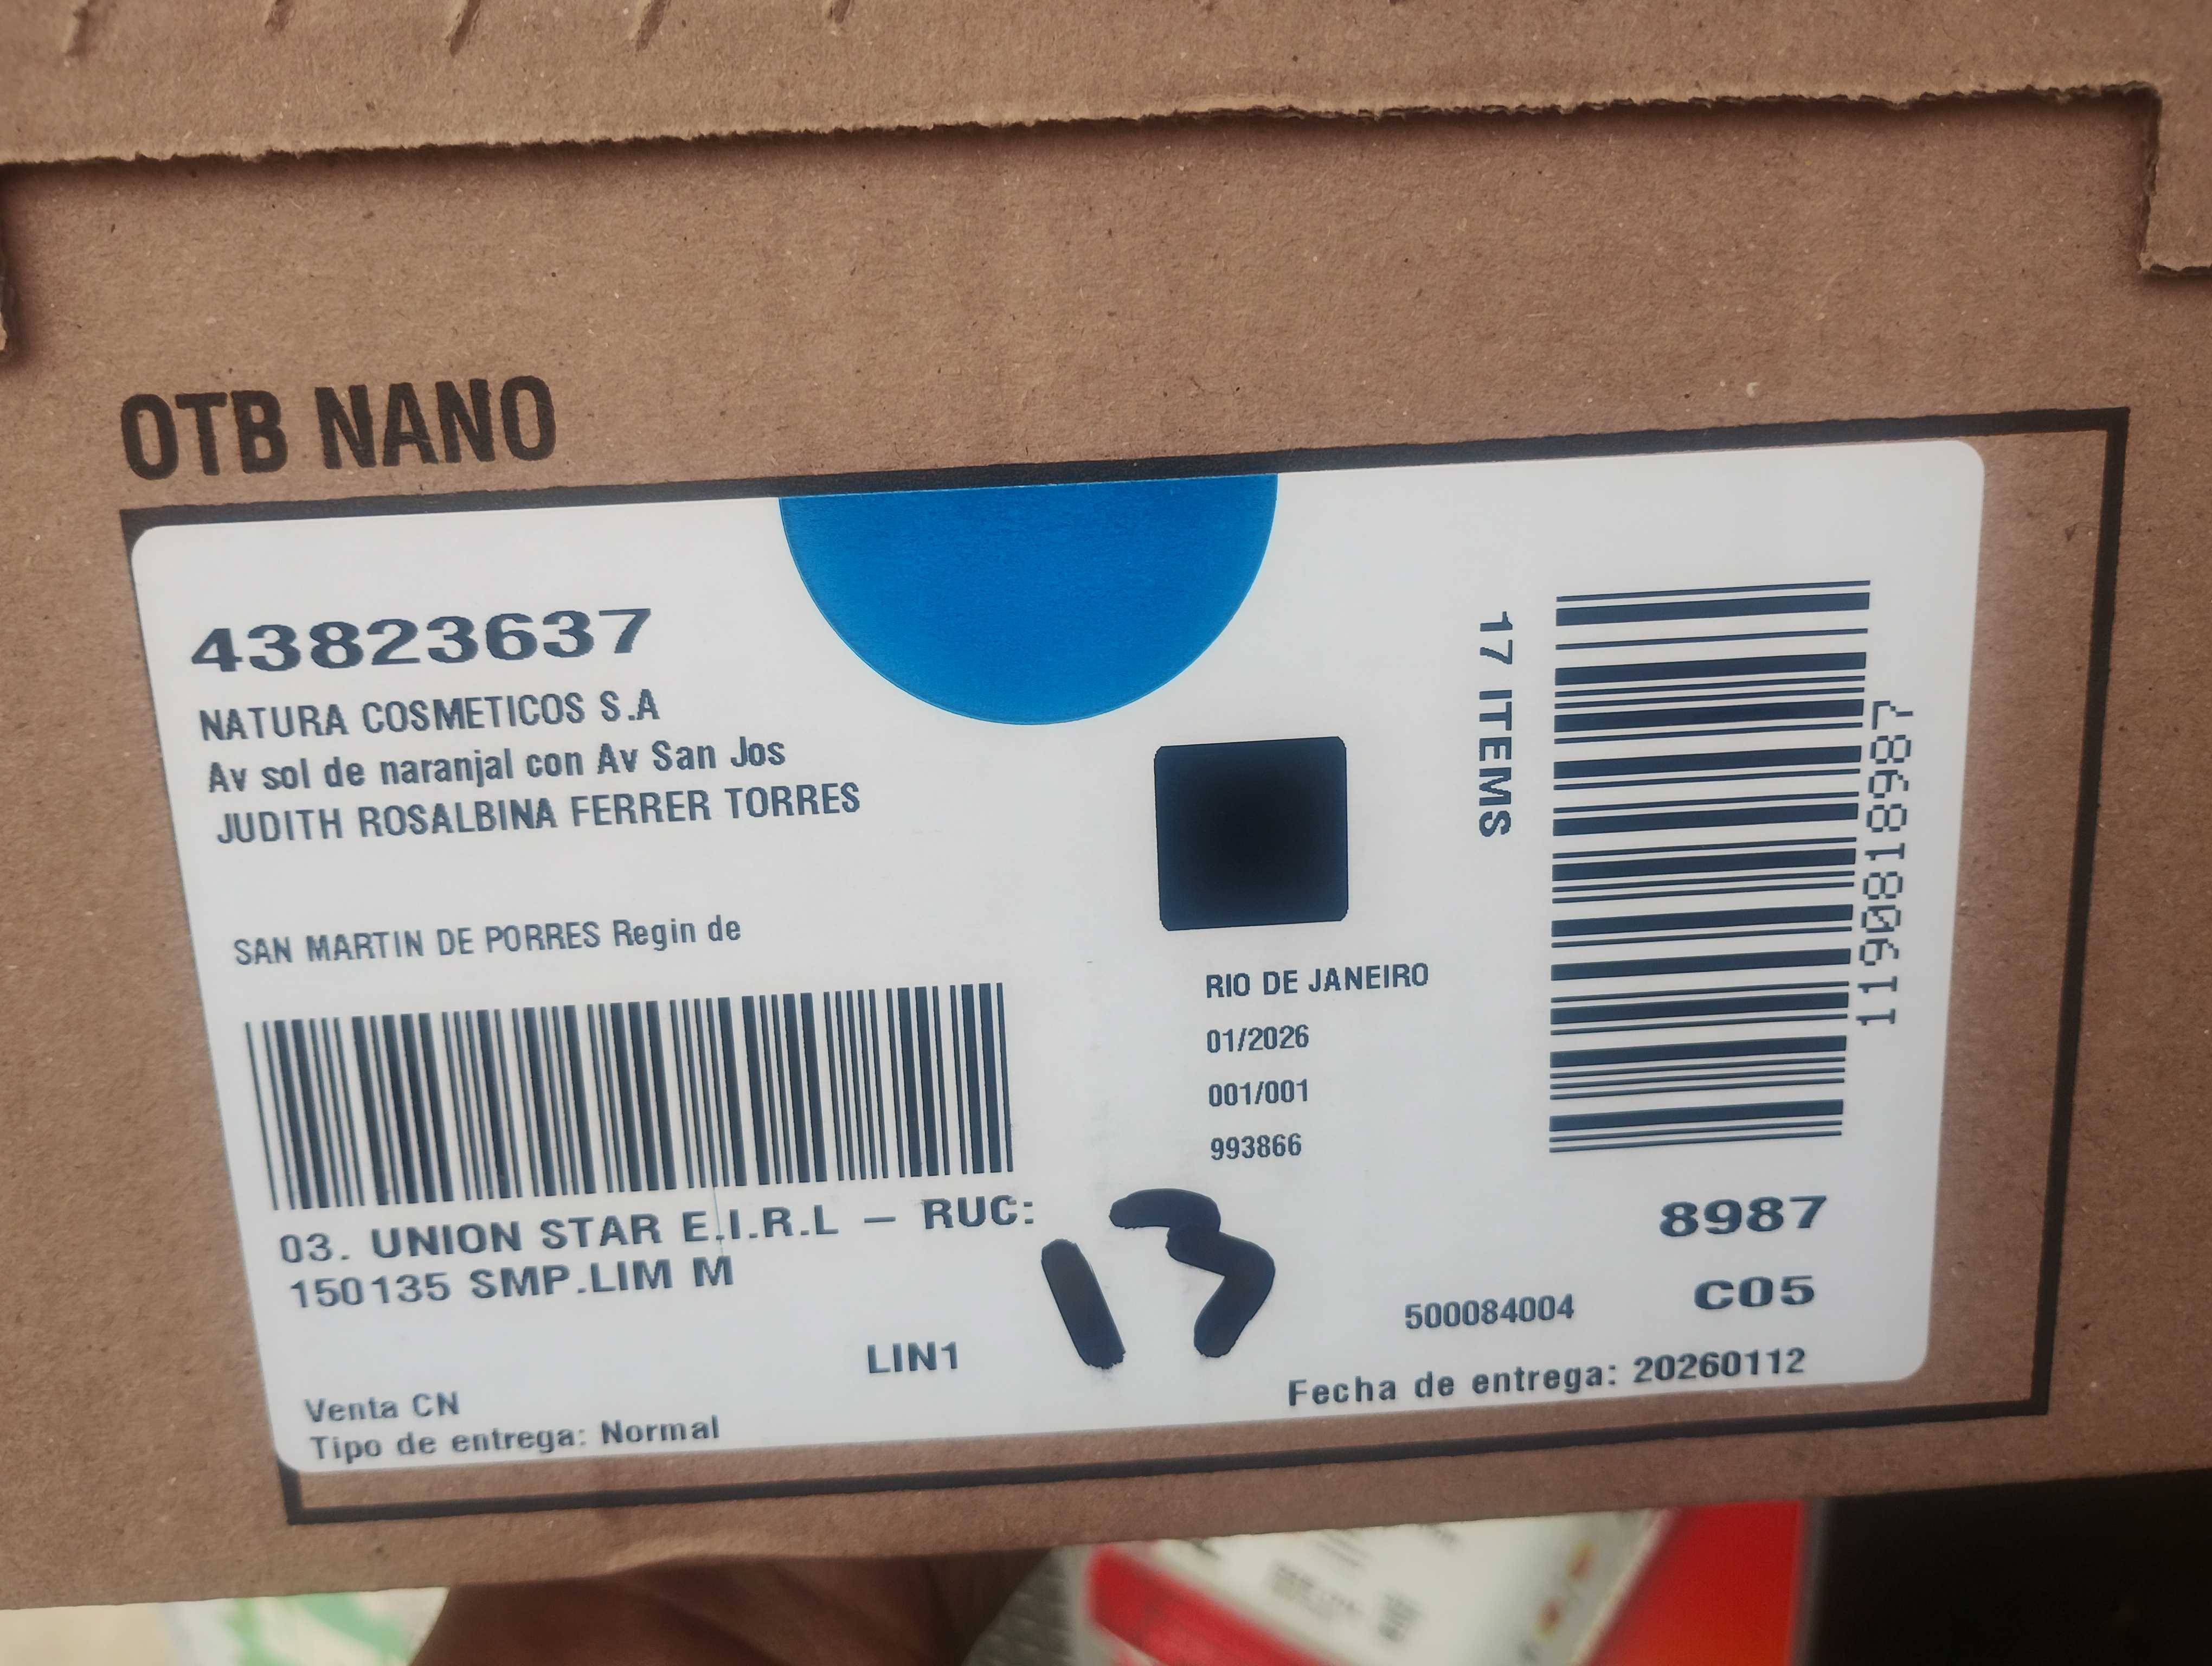 OTB NANO
43823637
NATURA COSMETICOS S.A
Av sol de naranjal con Av San Jos
JUDITH ROSALBINA FERRER TORRES
SAN MARTIN DE PORRES Regin de
03. UNION STAR E.I.R.L – RUC:
150135 SMP.LIM M
LIN1
Venta CN
Tipo de entrega: Normal
RIO DE JANEIRO
01/2026
001/001
993866
13
17 ITEMS
1190818987
8987
C05
500084004
Fecha de entrega: 20260112